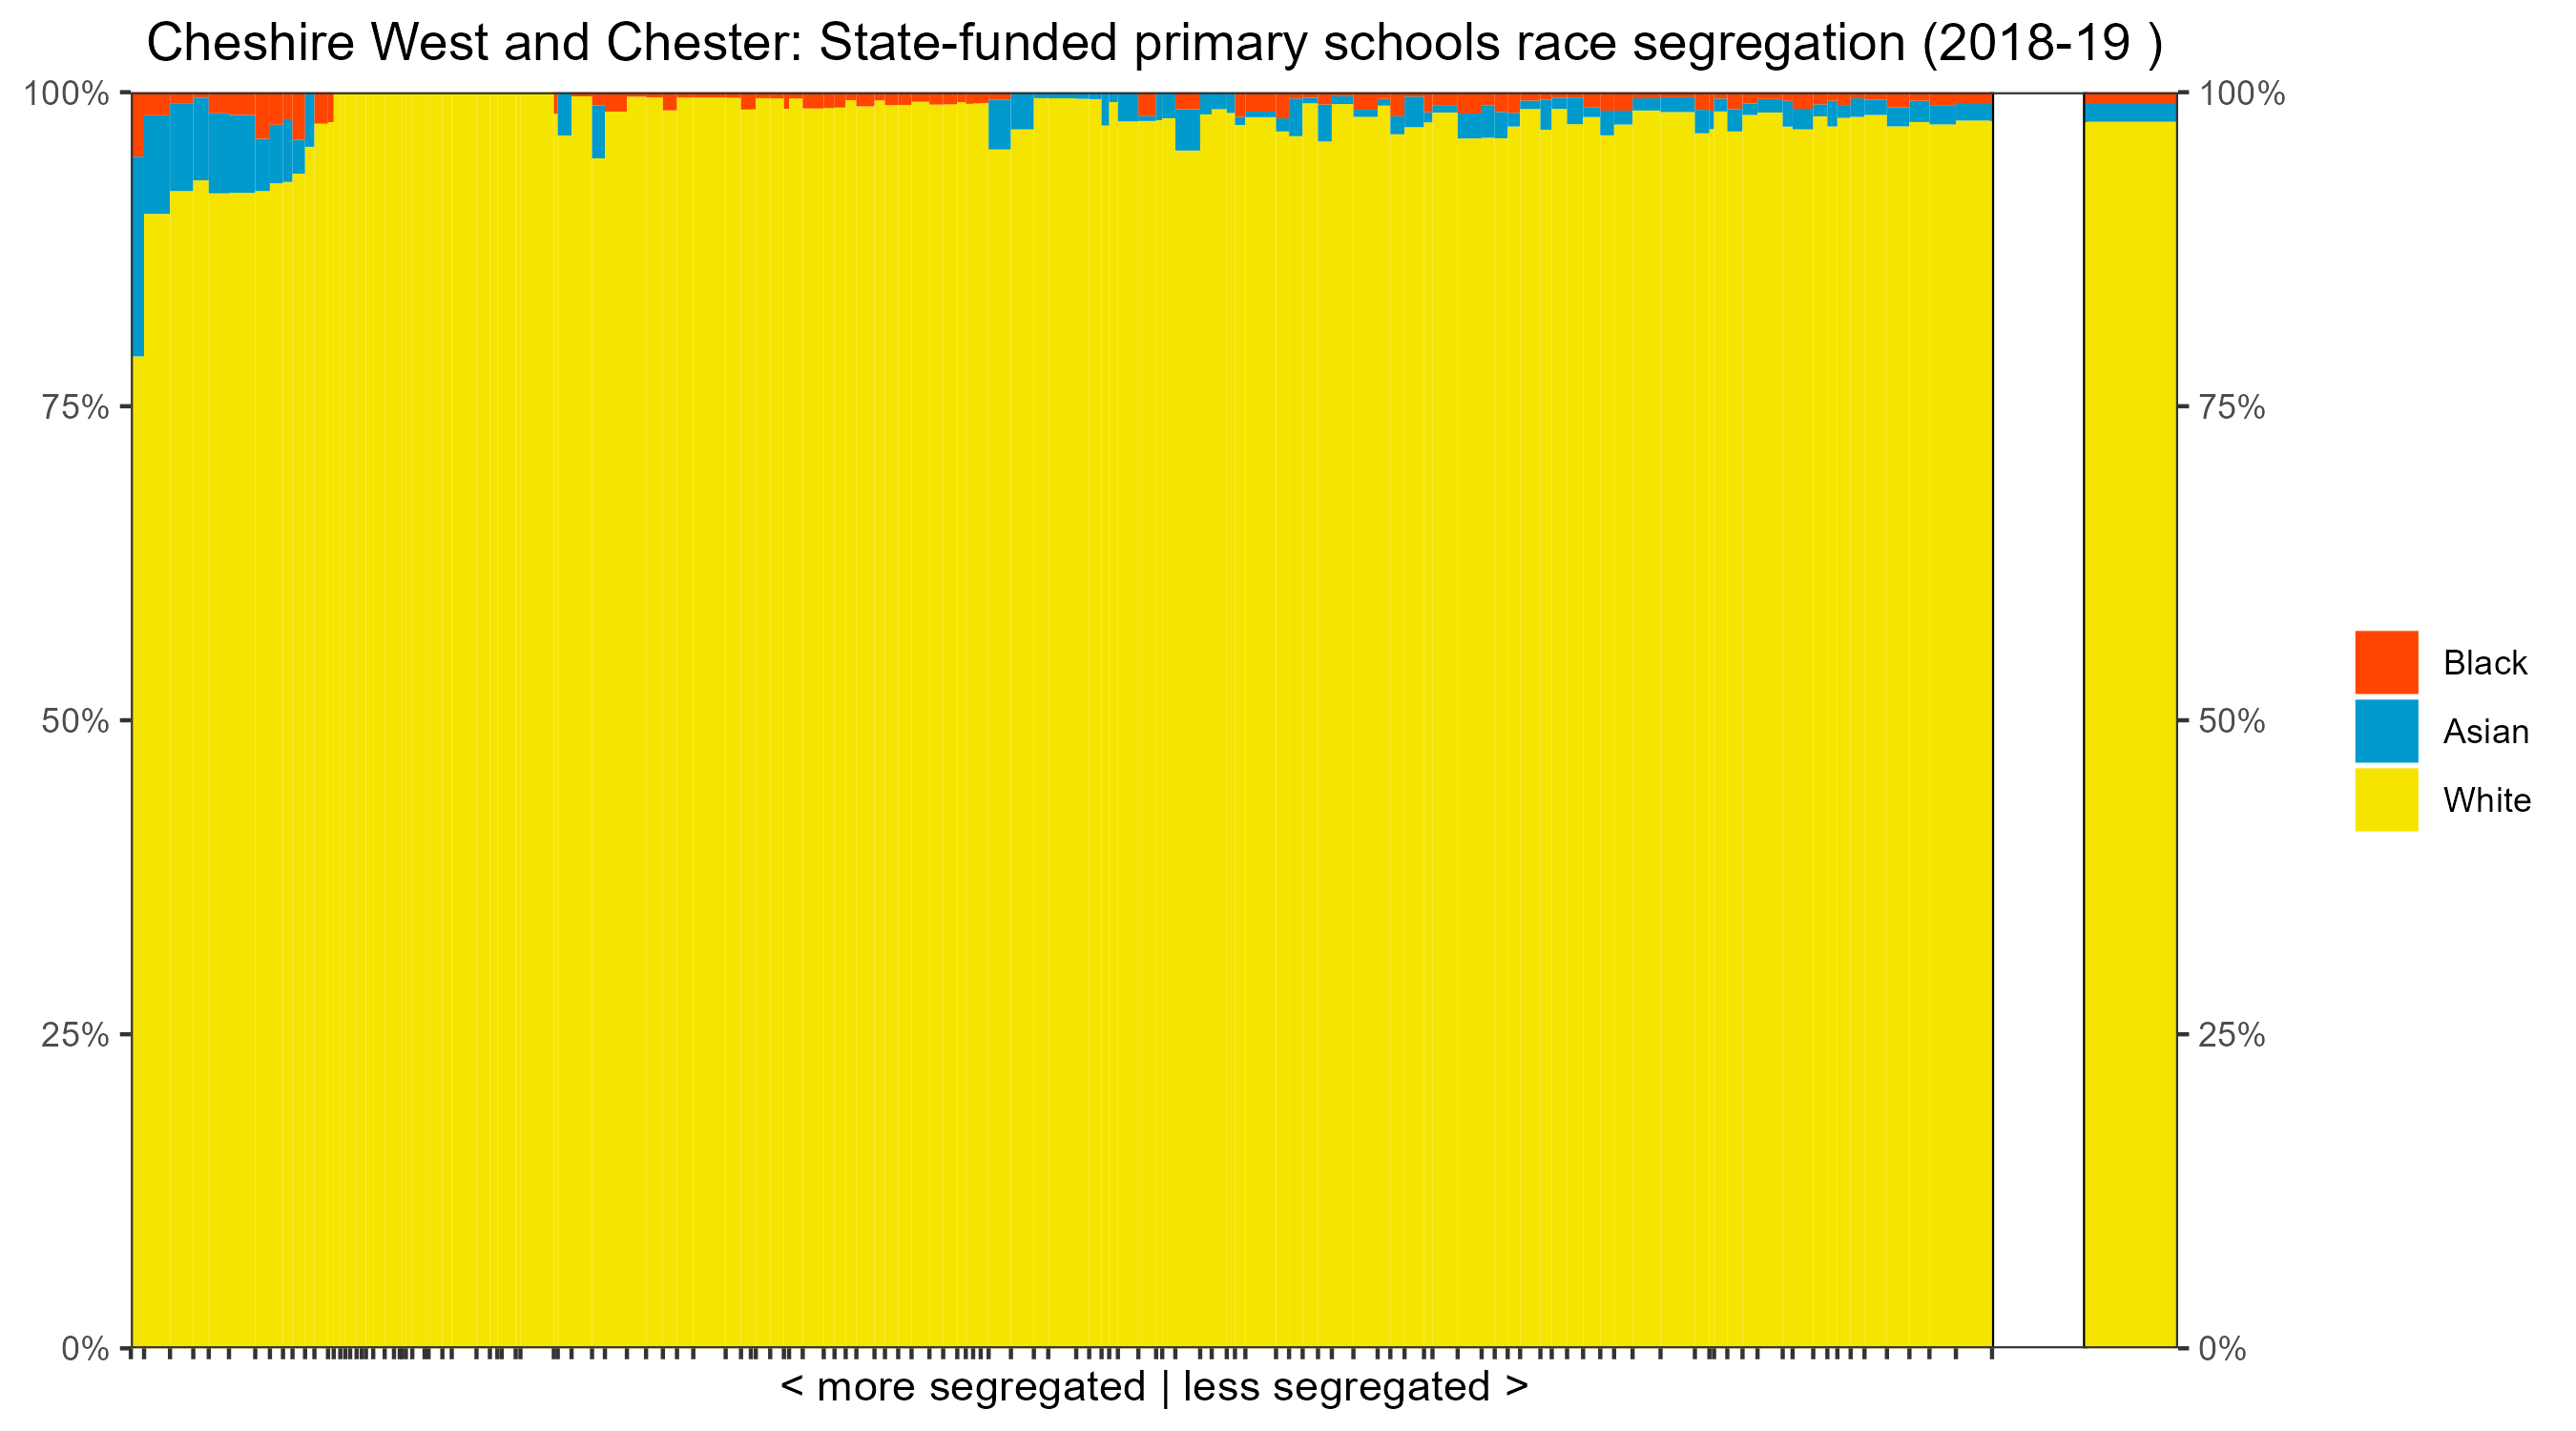 Cheshire West and Chester: State-funded primary schools race segregation (2018-19 )
100%
75%
50%
25%
0%
100%
75%
50%
25%
0%
Black
Asian
White
< more segregated | less segregated >